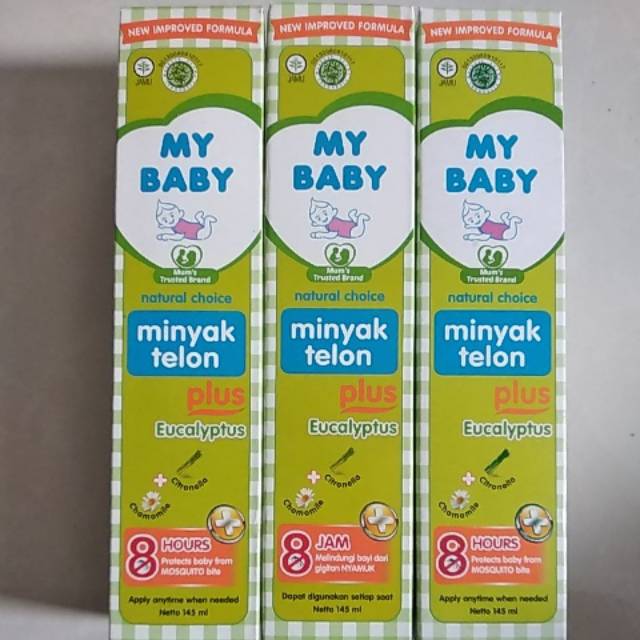 NEW IMPROVED FORMULA
JAMU
MY
BABY
Mum's
Trusted Brand
natural choice
minyak
telon
plus
Eucalyptus
+ Citronella
Chamomile
8 HOURS
Protects baby from
MOSQUITO bite
Apply anytime when needed
Netto 145 ml
NEW IMPROVED FORMULA
JAMU
MY
BABY
Mum's
Trusted Brand
natural choice
minyak
telon
plus
Eucalyptus
+ Citronella
Chamomile
8 JAM
Melindungi bayi dari
gigitan NYAMUK
Dapat digunakan setiap saat
Netto 145 ml
NEW IMPROVED FORMULA
JAMU
MY
BABY
Mum's
Trusted Brand
natural choice
minyak
telon
plus
Eucalyptus
+ Citronella
Chamomile
8 HOURS
Protects baby from
MOSQUITO bite
Apply anytime when needed
Netto 145 ml